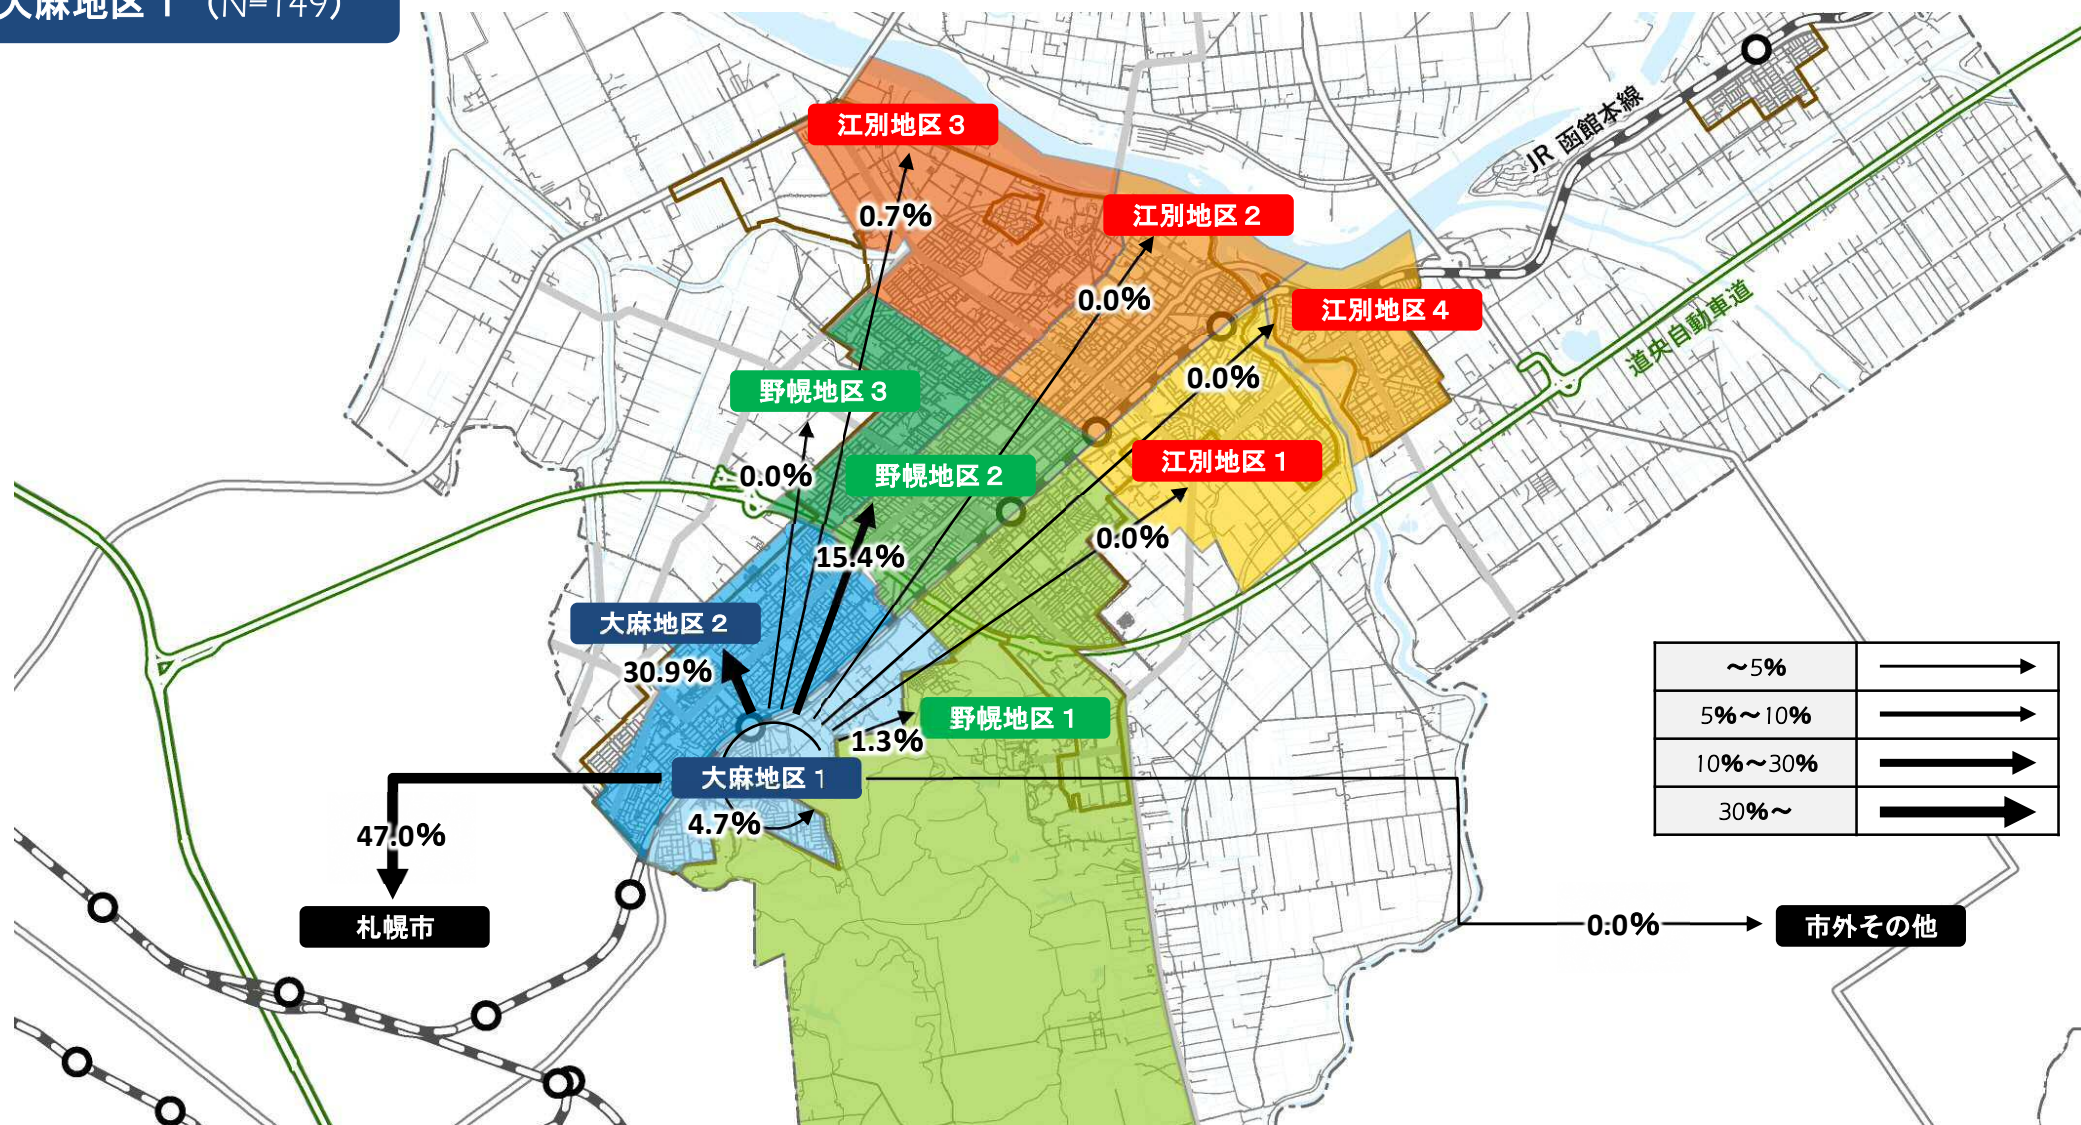 大麻地区1 (N=149)
江別地区3
0.7%
江別地区2
0.0%
JR 函館本線
江別地区4
0.0%
道央自動車道
野幌地区3
0.0%
野幌地区2
15.4%
江別地区1
0.0%
大麻地区2
30.9%
野幌地区1
1.3%
大麻地区1
4.7%
47.0%
札幌市
0.0%
市外その他
～5%
5%～10%
10%～30%
30%～